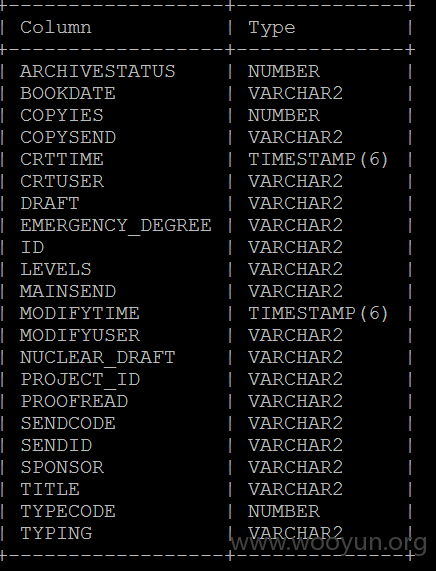 Column | Type
ARCHIVESTATUS | NUMBER
BOOKDATE | VARCHAR2
COPYIES | NUMBER
COPYSEND | VARCHAR2
CRTTIME | TIMESTAMP(6)
CRTUSER | VARCHAR2
DRAFT | VARCHAR2
EMERGENCY_DEGREE | VARCHAR2
ID | VARCHAR2
LEVELS | VARCHAR2
MAINSEND | VARCHAR2
MODIFYTIME | TIMESTAMP(6)
MODIFYUSER | VARCHAR2
NUCLEAR_DRAFT | VARCHAR2
PROJECT_ID | VARCHAR2
PROOFREAD | VARCHAR2
SENDCODE | VARCHAR2
SENDID | VARCHAR2
SPONSOR | VARCHAR2
TITLE | VARCHAR2
TYPECODE | NUMBER
TYPING | VARCHAR2
www.wooyun.org